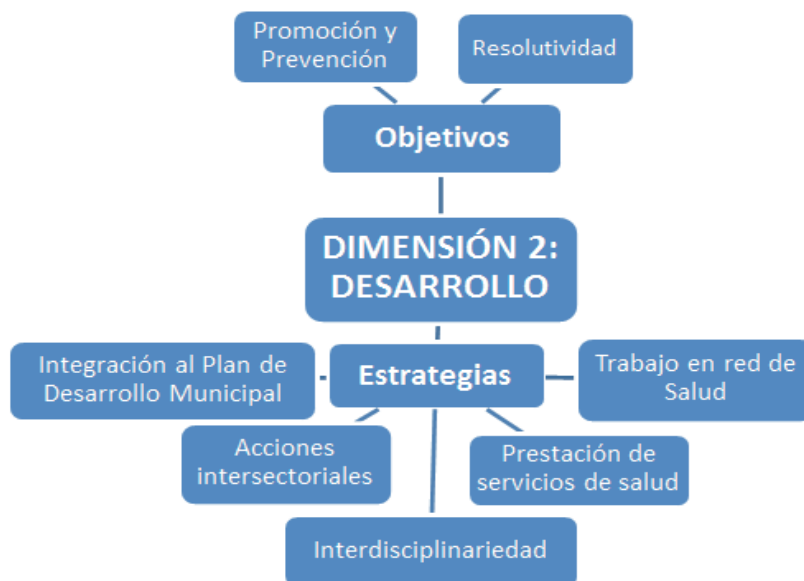 Promoción y
Prevención
Resolutividad
Objetivos
DIMENSIÓN 2:
DESARROLLO
Integración al Plan de
Desarrollo Municipal
Estrategias
Trabajo en red de
Salud
Acciones
intersectoriales
Prestación de
servicios de salud
Interdisciplinariedad